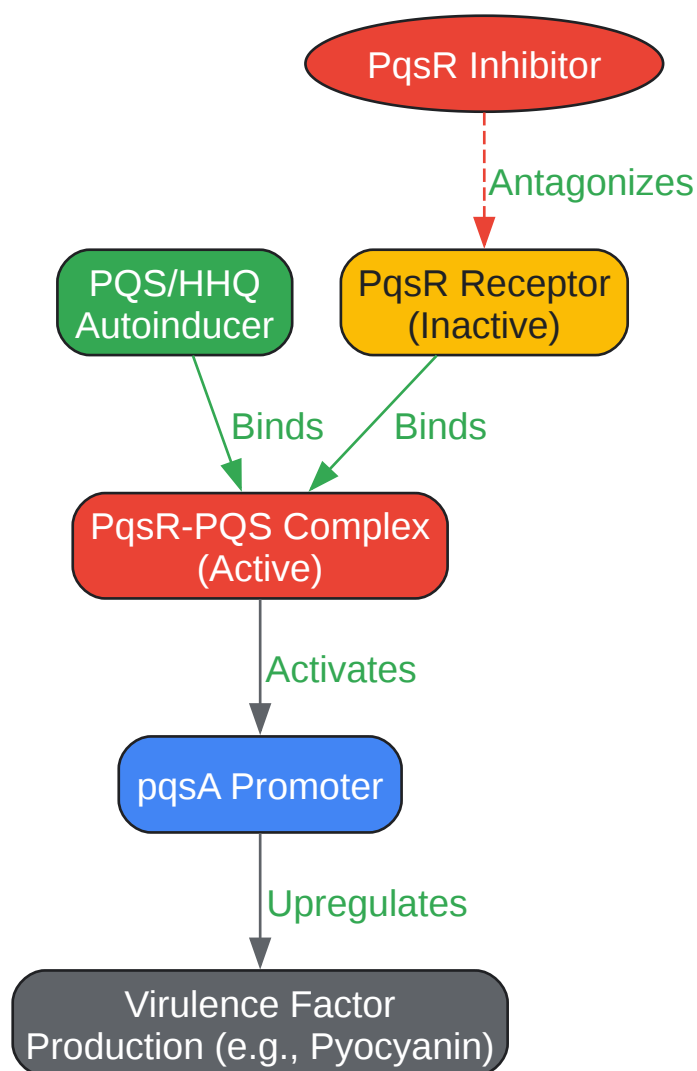 PqsR Inhibitor
Antagonizes
PQS/HHQ
Autoinducer
PqsR Receptor
(Inactive)
Binds
Binds
PqsR-PQS Complex
(Active)
Activates
pqsA Promoter
Upregulates
Virulence Factor
Production (e.g., Pyocyanin)